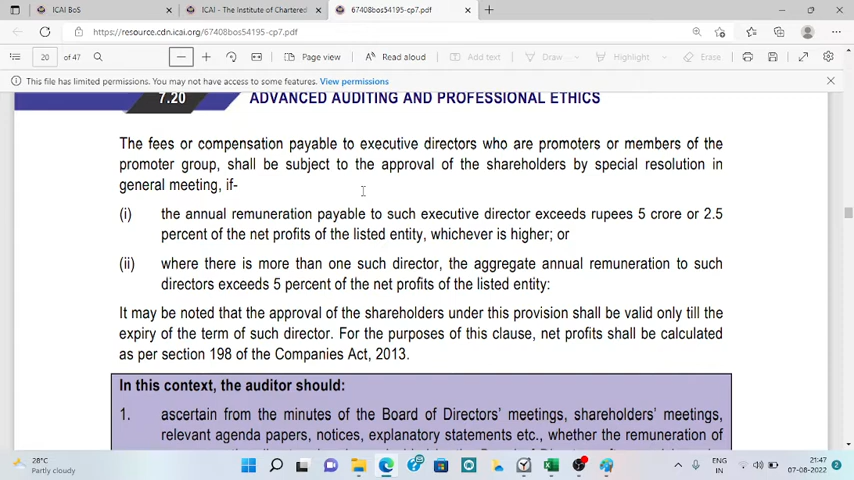 ICAI BoS
ICAI - The Institute of Chartered
67408bos54195-cp7.pdf
https://resource.cdn.icai.org/67408bos54195-cp7.pdf
20 of 47
Page view
Read aloud
Add text
Draw
Highlight
Erase
This file has limited permissions. You may not have access to some features. View permissions
7.20 ADVANCED AUDITING AND PROFESSIONAL ETHICS
The fees or compensation payable to executive directors who are promoters or members of the
promoter group, shall be subject to the approval of the shareholders by special resolution in
general meeting, if-
(i) the annual remuneration payable to such executive director exceeds rupees 5 crore or 2.5
percent of the net profits of the listed entity, whichever is higher; or
(ii) where there is more than one such director, the aggregate annual remuneration to such
directors exceeds 5 percent of the net profits of the listed entity:
It may be noted that the approval of the shareholders under this provision shall be valid only till the
expiry of the term of such director. For the purposes of this clause, net profits shall be calculated
as per section 198 of the Companies Act, 2013.
In this context, the auditor should:
1. ascertain from the minutes of the Board of Directors' meetings, shareholders' meetings,
relevant agenda papers, notices, explanatory statements etc., whether the remuneration of
28°C
Partly cloudy
ENG
IN
21:47
07-08-2022